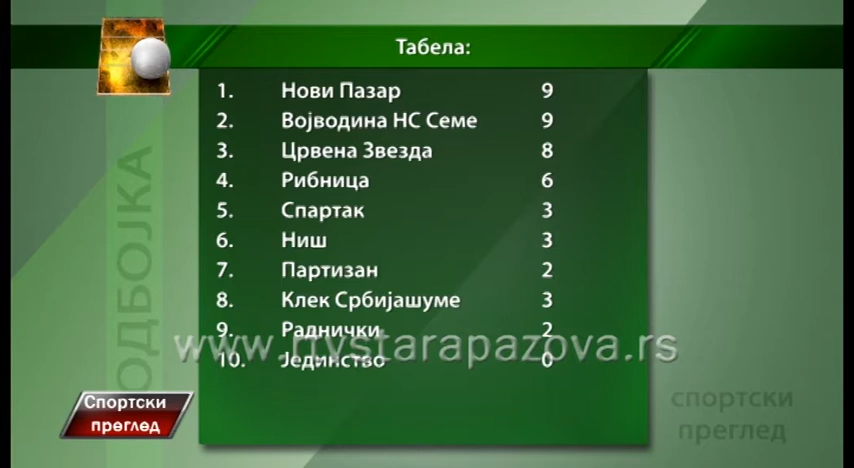 Табела:
1. Нови Пазар 9
2. Војводина НС Семе 9
3. Црвена Звезда 8
4. Рибница 6
5. Спартак 3
6. Ниш 3
7. Партизан 2
8. Клек Србијашуме 3
9. Раднички 2
10. Јединство 0
www.rtvstarapazova.rs
ОДБОЈКА
Спортски
преглед
спортски
преглед